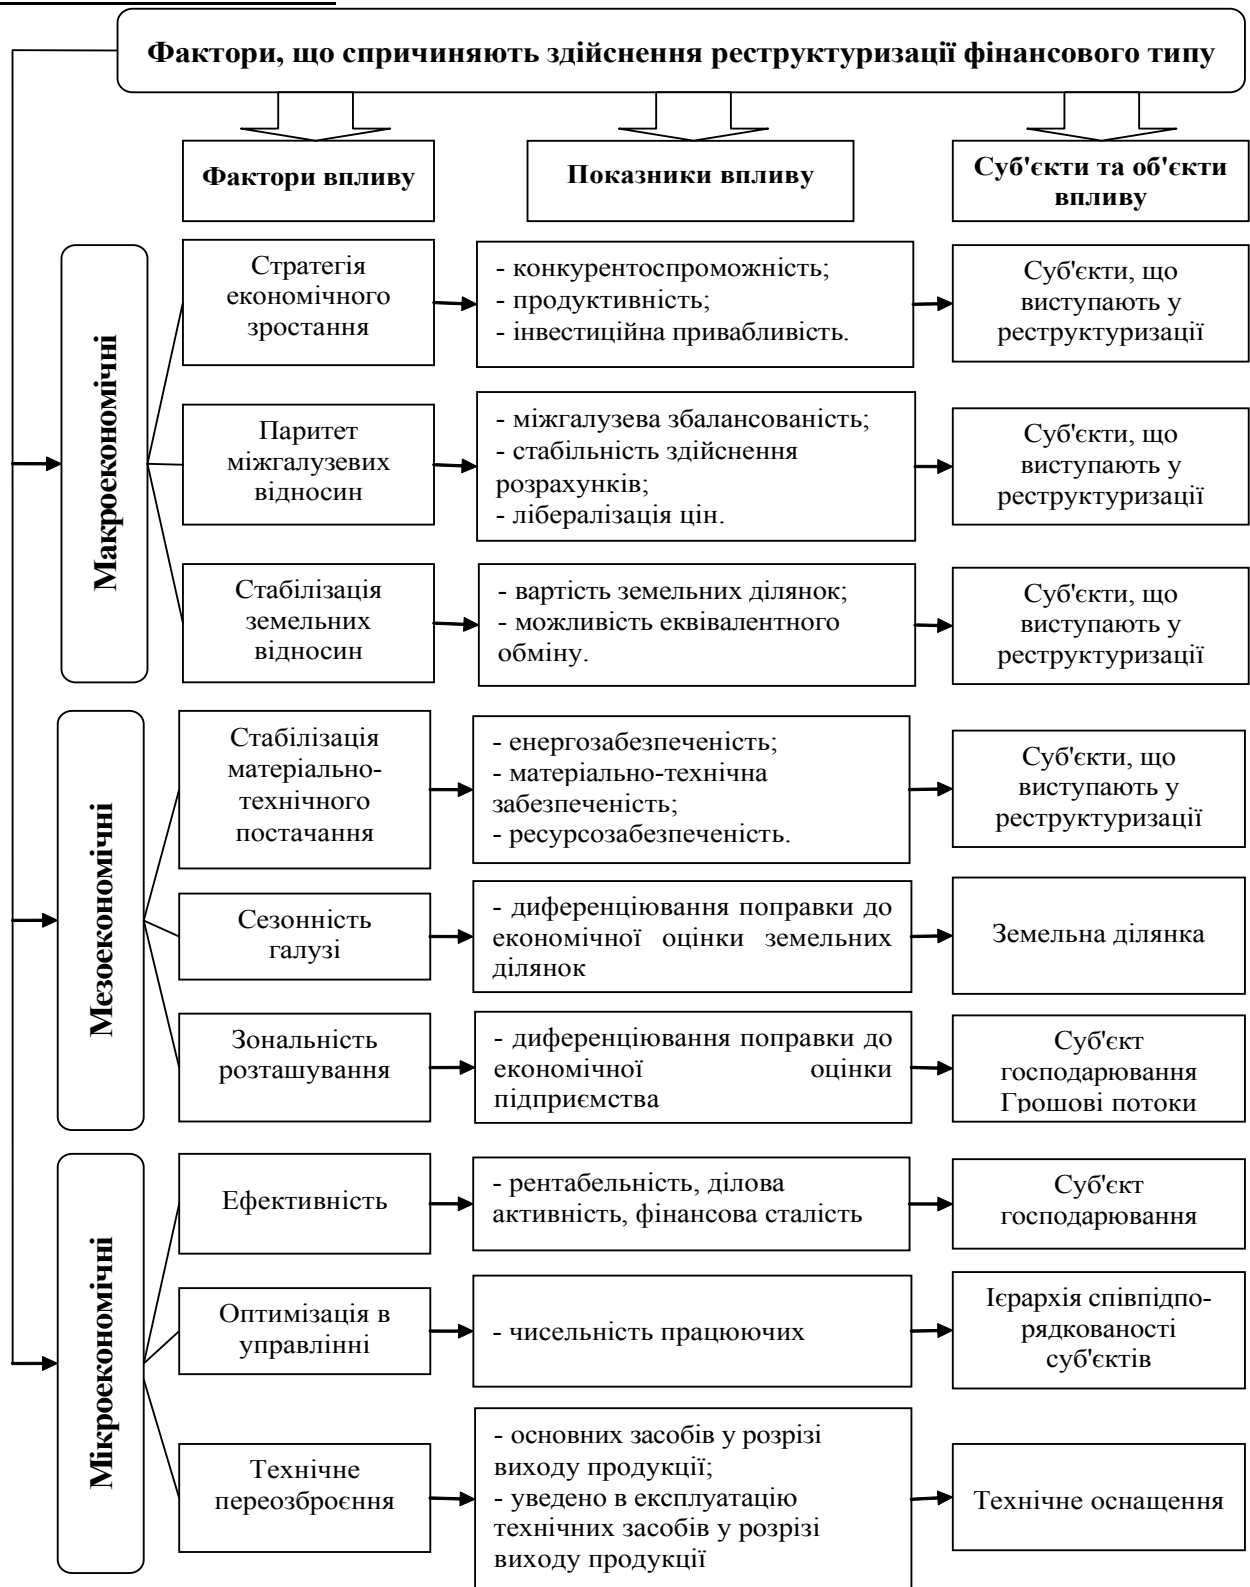 Фактори, що спричиняють здійснення реструктуризації фінансового типу
Фактори впливу
Показники впливу
Суб'єкти та об'єкти
впливу
Макроекономічні
Стратегія
економічного
зростання
- конкурентоспроможність;
- продуктивність;
- інвестиційна привабливість.
Суб'єкти, що
виступають у
реструктуризації
Паритет
міжгалузевих
відносин
- міжгалузева збалансованість;
- стабільність здійснення
розрахунків;
- лібералізація цін.
Суб'єкти, що
виступають у
реструктуризації
Стабілізація
земельних
відносин
- вартість земельних ділянок;
- можливість еквівалентного
обміну.
Суб'єкти, що
виступають у
реструктуризації
Мезоекономічні
Стабілізація
матеріально-
технічного
постачання
- енергозабезпеченість;
- матеріально-технічна
забезпеченість;
- ресурсозабезпеченість.
Суб'єкти, що
виступають у
реструктуризації
Сезонність
галузі
- диференціювання поправки до
економічної оцінки земельних
ділянок
Земельна ділянка
Зональність
розташування
- диференціювання поправки до
економічної оцінки
підприємства
Суб'єкт
господарювання
Грошові потоки
Мікроекономічні
Ефективність
- рентабельність, ділова
активність, фінансова сталість
Суб'єкт
господарювання
Оптимізація в
управлінні
- чисельність працюючих
Ієрархія співпідпо-
рядкованості
суб'єктів
Технічне
переозброєння
- основних засобів у розрізі
виходу продукції;
- уведено в експлуатацію
технічних засобів у розрізі
виходу продукції
Технічне оснащення